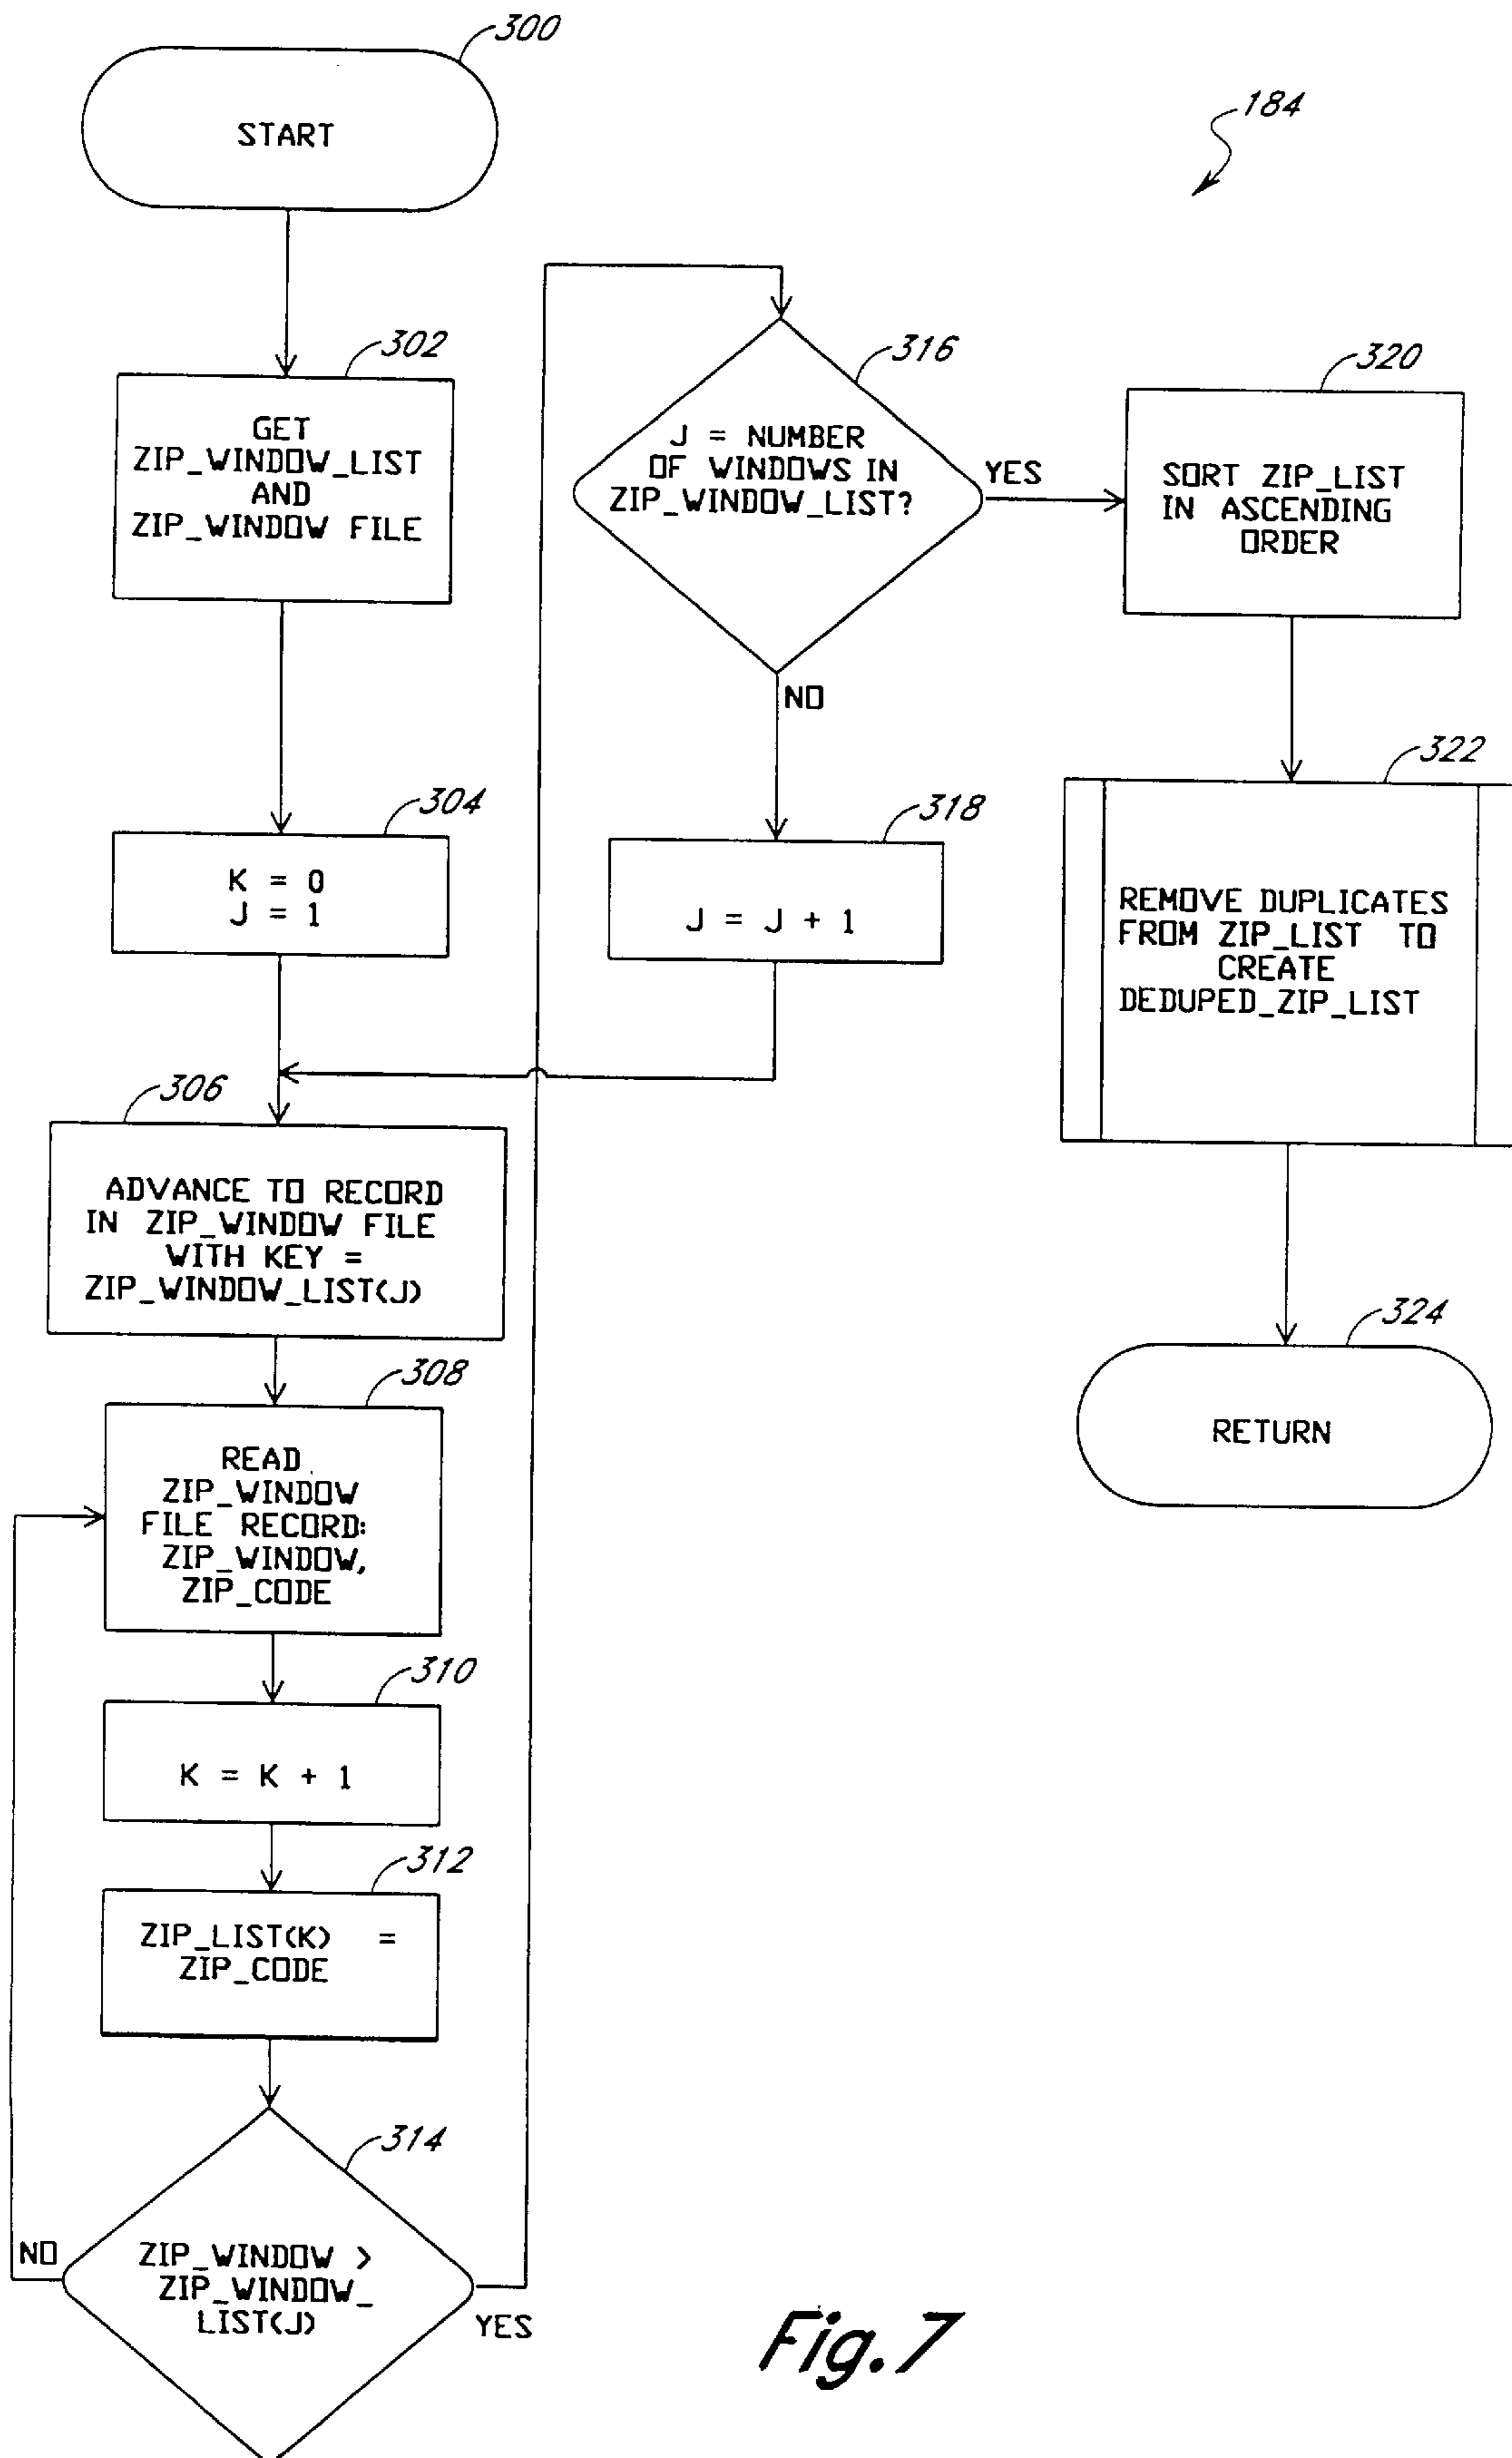 300
START
184
302
GET
ZIP_WINDOW_LIST
AND
ZIP_WINDOW FILE
304
K = 0
J = 1
306
ADVANCE TO RECORD
IN ZIP_WINDOW FILE
WITH KEY =
ZIP_WINDOW_LIST(J)
308
READ
ZIP_WINDOW
FILE RECORD:
ZIP_WINDOW,
ZIP_CODE
310
K = K + 1
312
ZIP_LIST(K) =
ZIP_CODE
314
ZIP_WINDOW >
ZIP_WINDOW_
LIST(J)
NO
YES
316
J = NUMBER
OF WINDOWS IN
ZIP_WINDOW_LIST?
YES
NO
318
J = J + 1
320
SORT ZIP_LIST
IN ASCENDING
ORDER
322
REMOVE DUPLICATES
FROM ZIP_LIST TO
CREATE
DEDUPED_ZIP_LIST
324
RETURN
Fig. 7